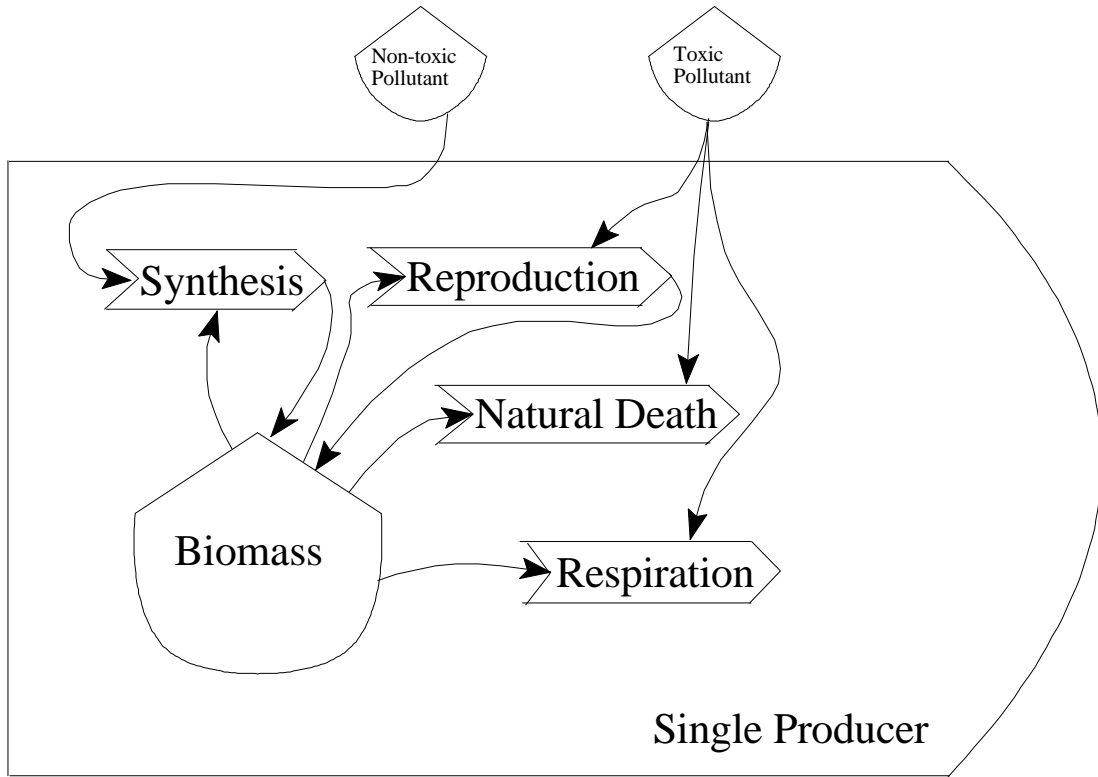 Non-toxic
Pollutant
Toxic
Pollutant
Synthesis
Reproduction
Natural Death
Biomass
Respiration
Single Producer